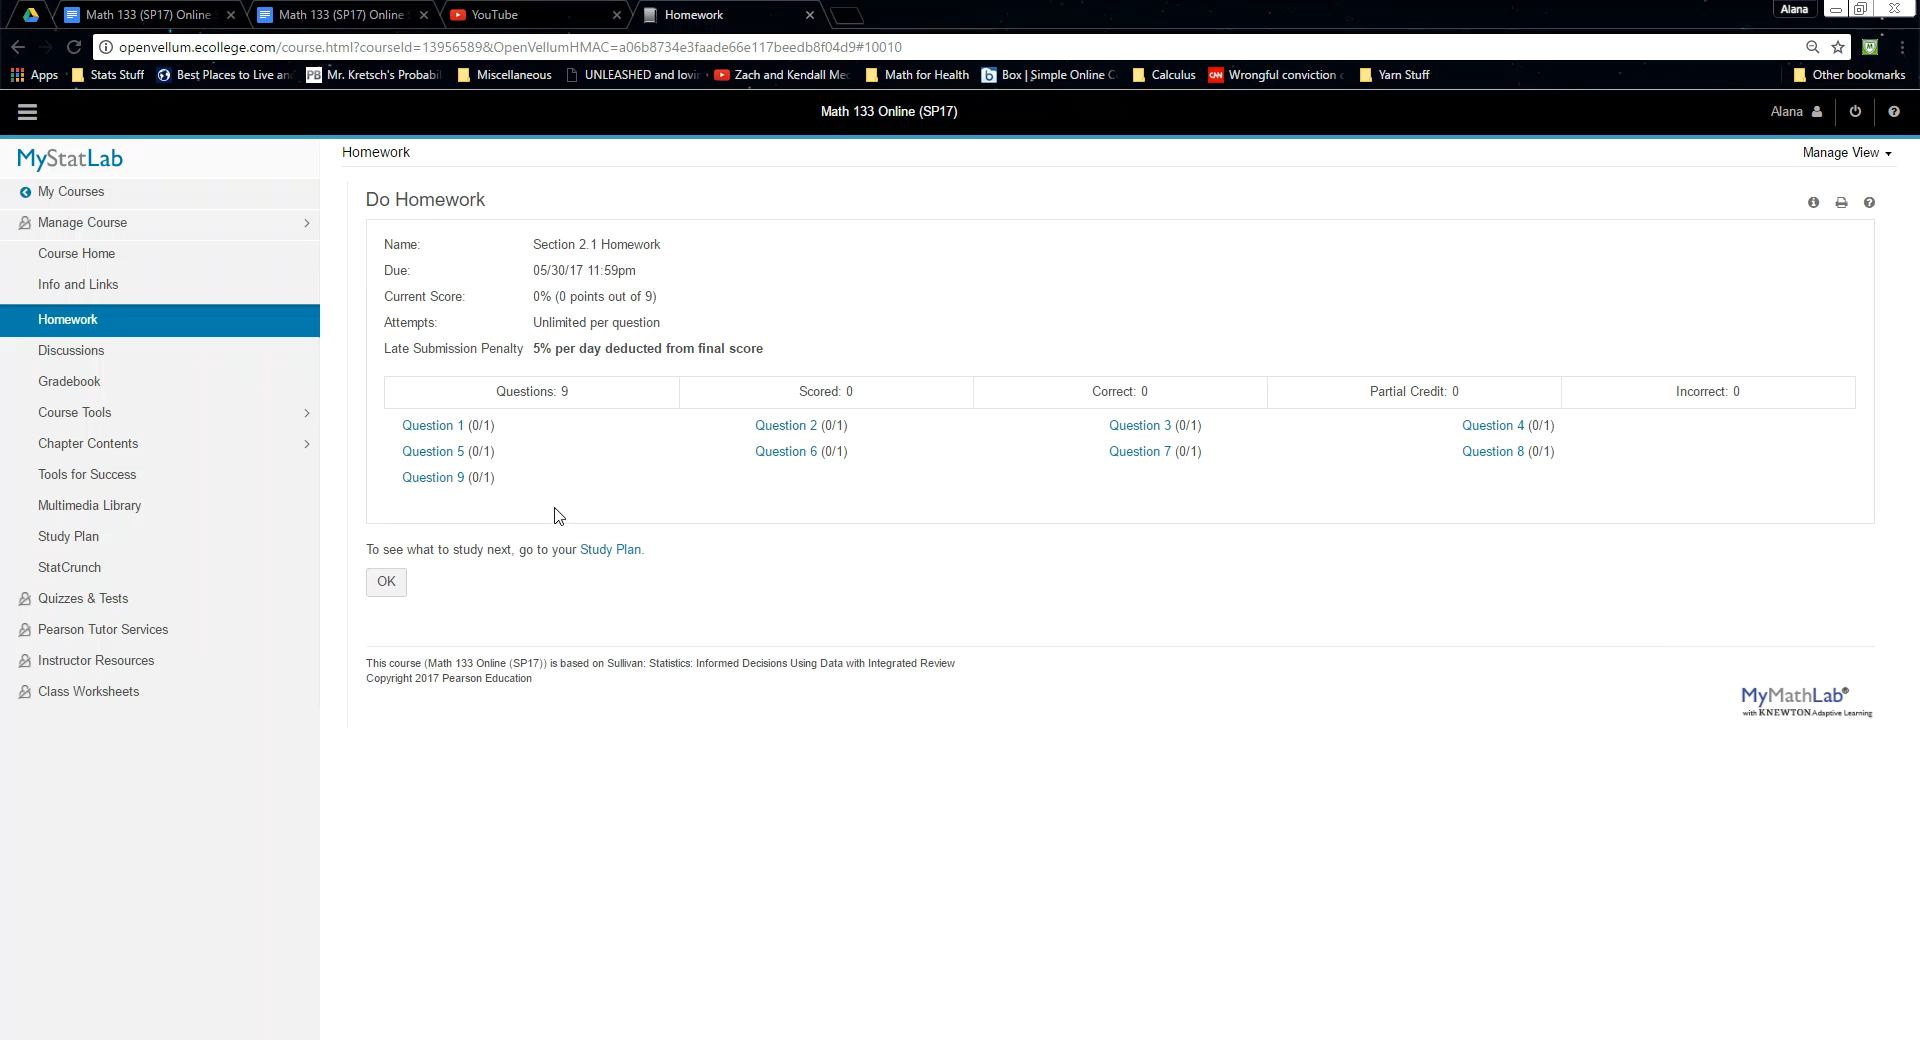 Math 133 (SP17) Online
Math 133 (SP17) Online
YouTube
Homework
Alana
openvellum.ecollege.com/course.html?courseId=13956589&OpenVellumHMAC=a06b8734e3faade66e117beedb8f04d9#10010
Apps
Stats Stuff
Best Places to Live an
PB Mr. Kretsch's Probabil
Miscellaneous
UNLEASHED and lovin
Zach and Kendall Me
Math for Health
Box | Simple Online C
Calculus
CNN Wrongful conviction
Yarn Stuff
Other bookmarks
Math 133 Online (SP17)
Alana
MyStatLab
My Courses
Manage Course
Course Home
Info and Links
Homework
Discussions
Gradebook
Course Tools
Chapter Contents
Tools for Success
Multimedia Library
Study Plan
StatCrunch
Quizzes & Tests
Pearson Tutor Services
Instructor Resources
Class Worksheets
Homework
Manage View
Do Homework
Name: Section 2.1 Homework
Due: 05/30/17 11:59pm
Current Score: 0% (0 points out of 9)
Attempts: Unlimited per question
Late Submission Penalty 5% per day deducted from final score
Questions: 9 Scored: 0 Correct: 0 Partial Credit: 0 Incorrect: 0
Question 1 (0/1) Question 2 (0/1) Question 3 (0/1) Question 4 (0/1)
Question 5 (0/1) Question 6 (0/1) Question 7 (0/1) Question 8 (0/1)
Question 9 (0/1)
To see what to study next, go to your Study Plan.
OK
This course (Math 133 Online (SP17)) is based on Sullivan: Statistics: Informed Decisions Using Data with Integrated Review
Copyright 2017 Pearson Education
MyMathLab®
with KNEWTON Adaptive Learning